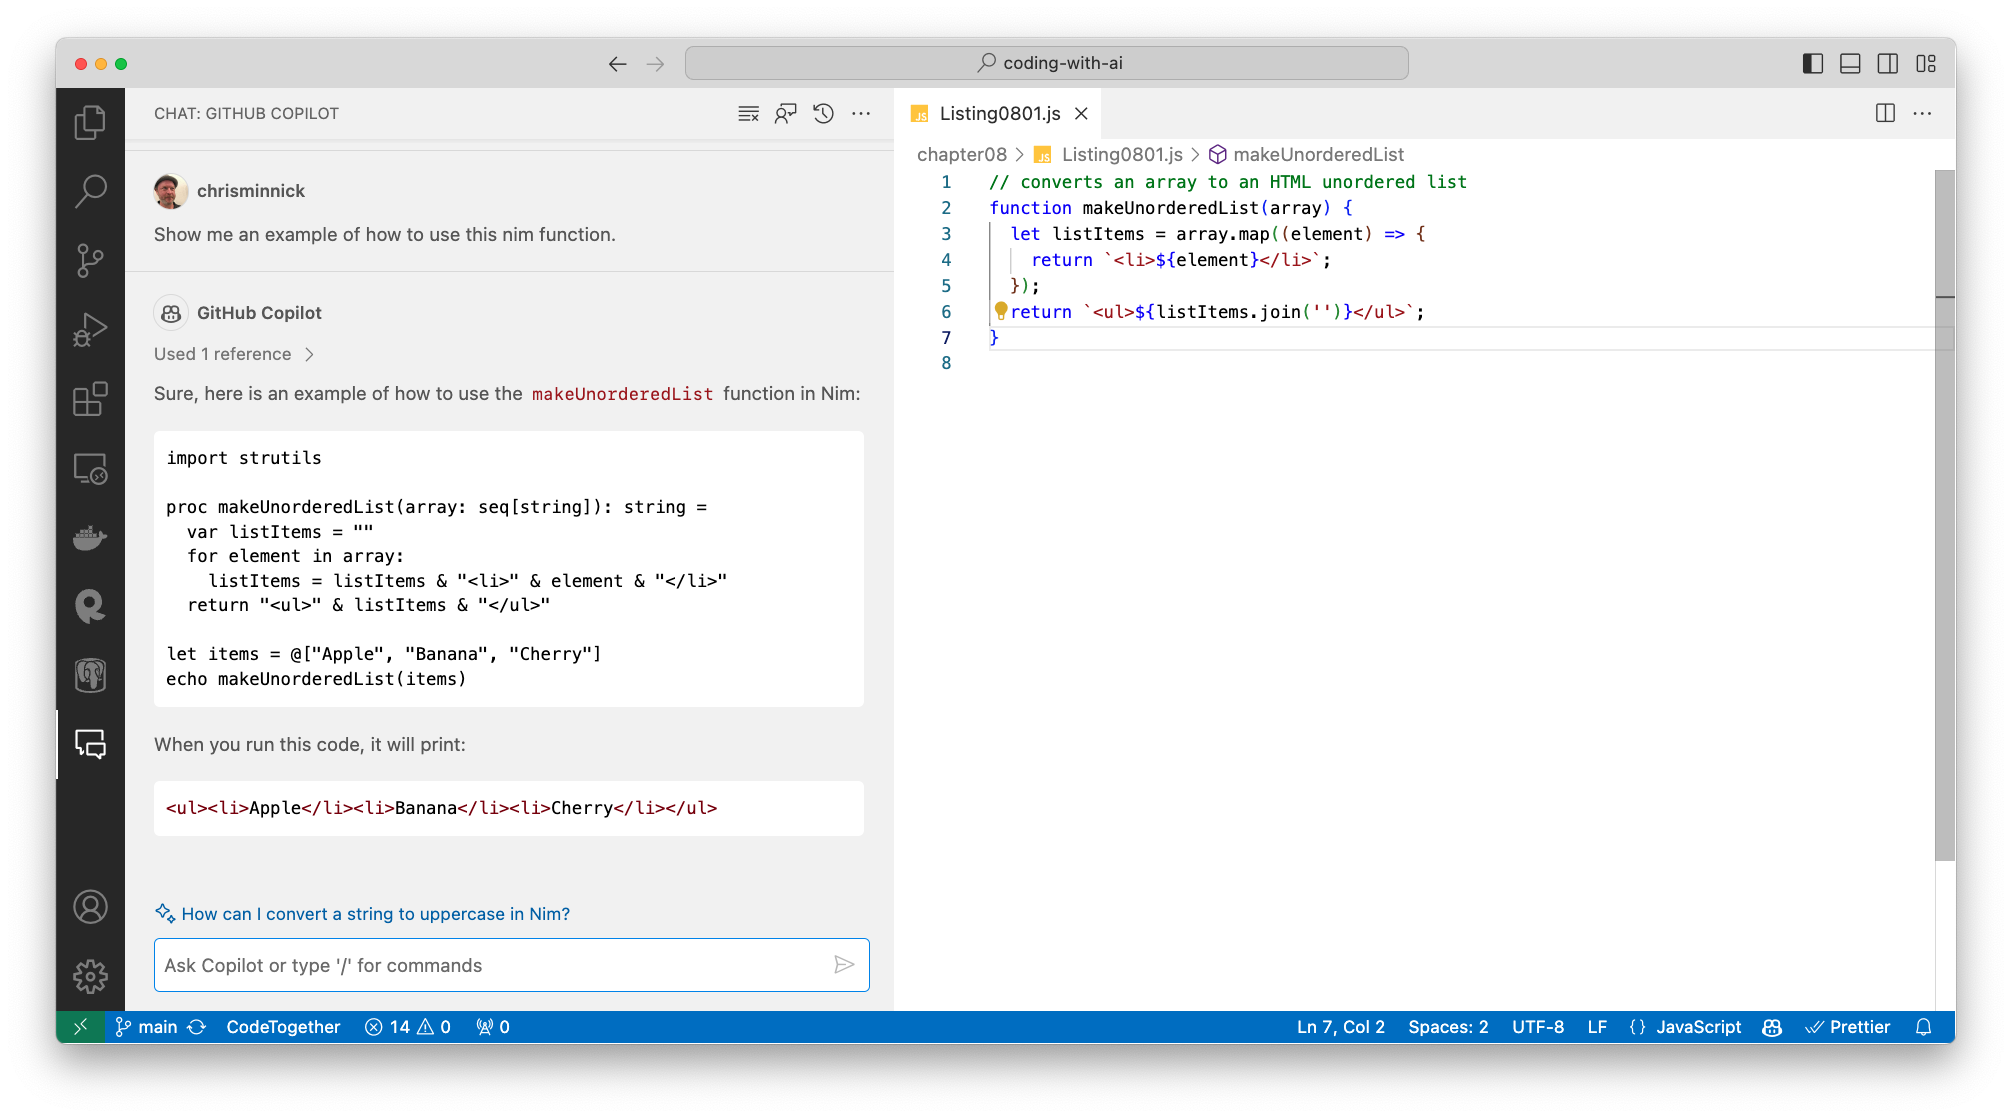 coding-with-ai
CHAT: GITHUB COPILOT
chrisminnick
Show me an example of how to use this nim function.
GitHub Copilot
Used 1 reference
Sure, here is an example of how to use the makeUnorderedList function in Nim:
import strutils
proc makeUnorderedList(array: seq[string]): string =
  var listItems = ""
  for element in array:
    listItems = listItems & "<li>" & element & "</li>"
  return "<ul>" & listItems & "</ul>"
let items = @["Apple", "Banana", "Cherry"]
echo makeUnorderedList(items)
When you run this code, it will print:
<ul><li>Apple</li><li>Banana</li><li>Cherry</li></ul>
How can I convert a string to uppercase in Nim?
Ask Copilot or type '/' for commands
JS Listing0801.js
chapter08 > JS Listing0801.js > makeUnorderedList
1 // converts an array to an HTML unordered list
2 function makeUnorderedList(array) {
3   let listItems = array.map((element) => {
4     return `<li>${element}</li>`;
5   });
6   return `<ul>${listItems.join('')}</ul>`;
7 }
8
main CodeTogether 14 0 0 Ln 7, Col 2 Spaces: 2 UTF-8 LF {} JavaScript Prettier